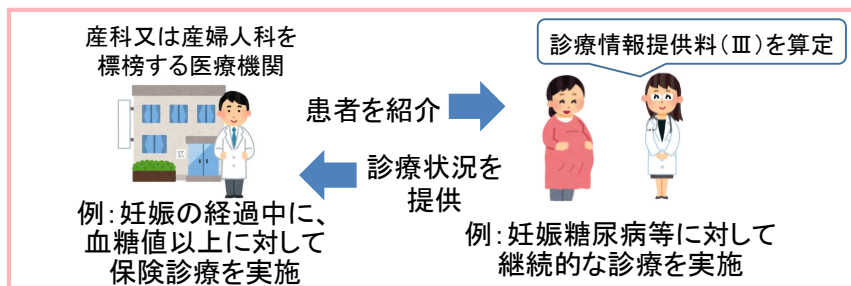 産科又は産婦人科を
標榜する医療機関
診療情報提供料(Ⅲ)を算定
患者を紹介
診療状況を
提供
例:妊娠の経過中に、
血糖値以上に対して
保険診療を実施
例:妊娠糖尿病等に対して
継続的な診療を実施